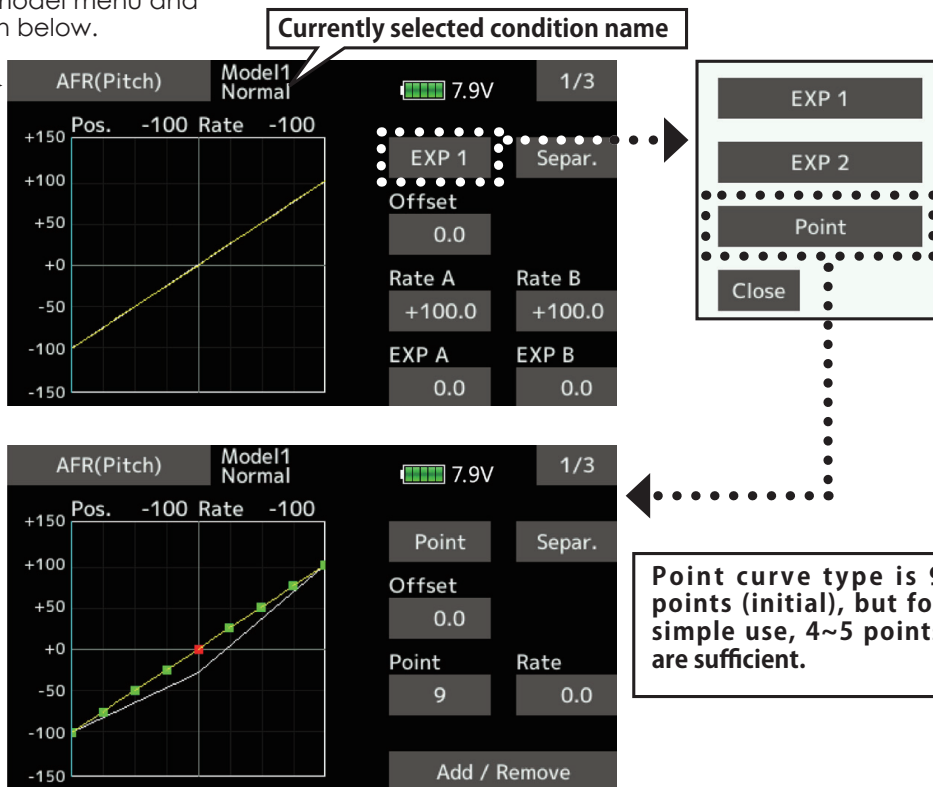 model menu and
below.
Currently selected condition name
AFR(Pitch)
Model1
Normal
7.9V
1/3
Pos. -100 Rate -100
+150
+100
+50
+0
-50
-100
-150
EXP 1
Separ.
Offset
0.0
Rate A
Rate B
+100.0
+100.0
EXP A
EXP B
0.0
0.0
EXP 1
EXP 2
Point
Close
AFR(Pitch)
Model1
Normal
7.9V
1/3
Pos. -100 Rate -100
+150
+100
+50
+0
-50
-100
-150
Point
Separ.
Offset
0.0
Point
Rate
9
0.0
Add / Remove
Point curve type is 9
points (initial), but
simple use, 4~5
are sufficient.